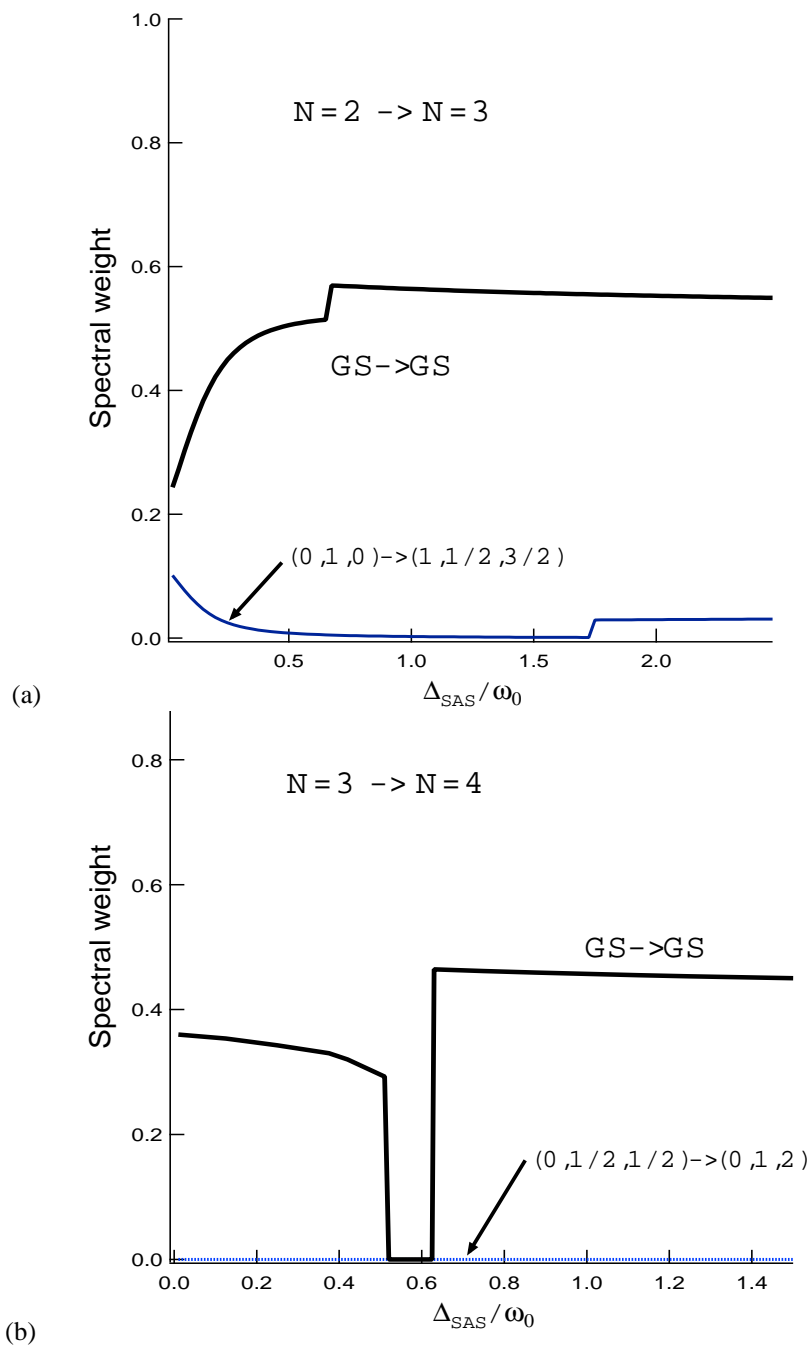 1.0
N=2 -> N=3
0.8
0.6
Spectral weight
GS->GS
0.4
0.2
(0,1,0)->(1,1/2,3/2)
0.0
0.5 1.0 1.5 2.0
(a)
Δ_SAS/ω₀
0.8
N=3 -> N=4
0.6
Spectral weight
GS->GS
0.4
0.2
(0,1/2,1/2)->(0,1,2)
0.0
0.0 0.2 0.4 0.6 0.8 1.0 1.2 1.4
Δ_SAS/ω₀
(b)